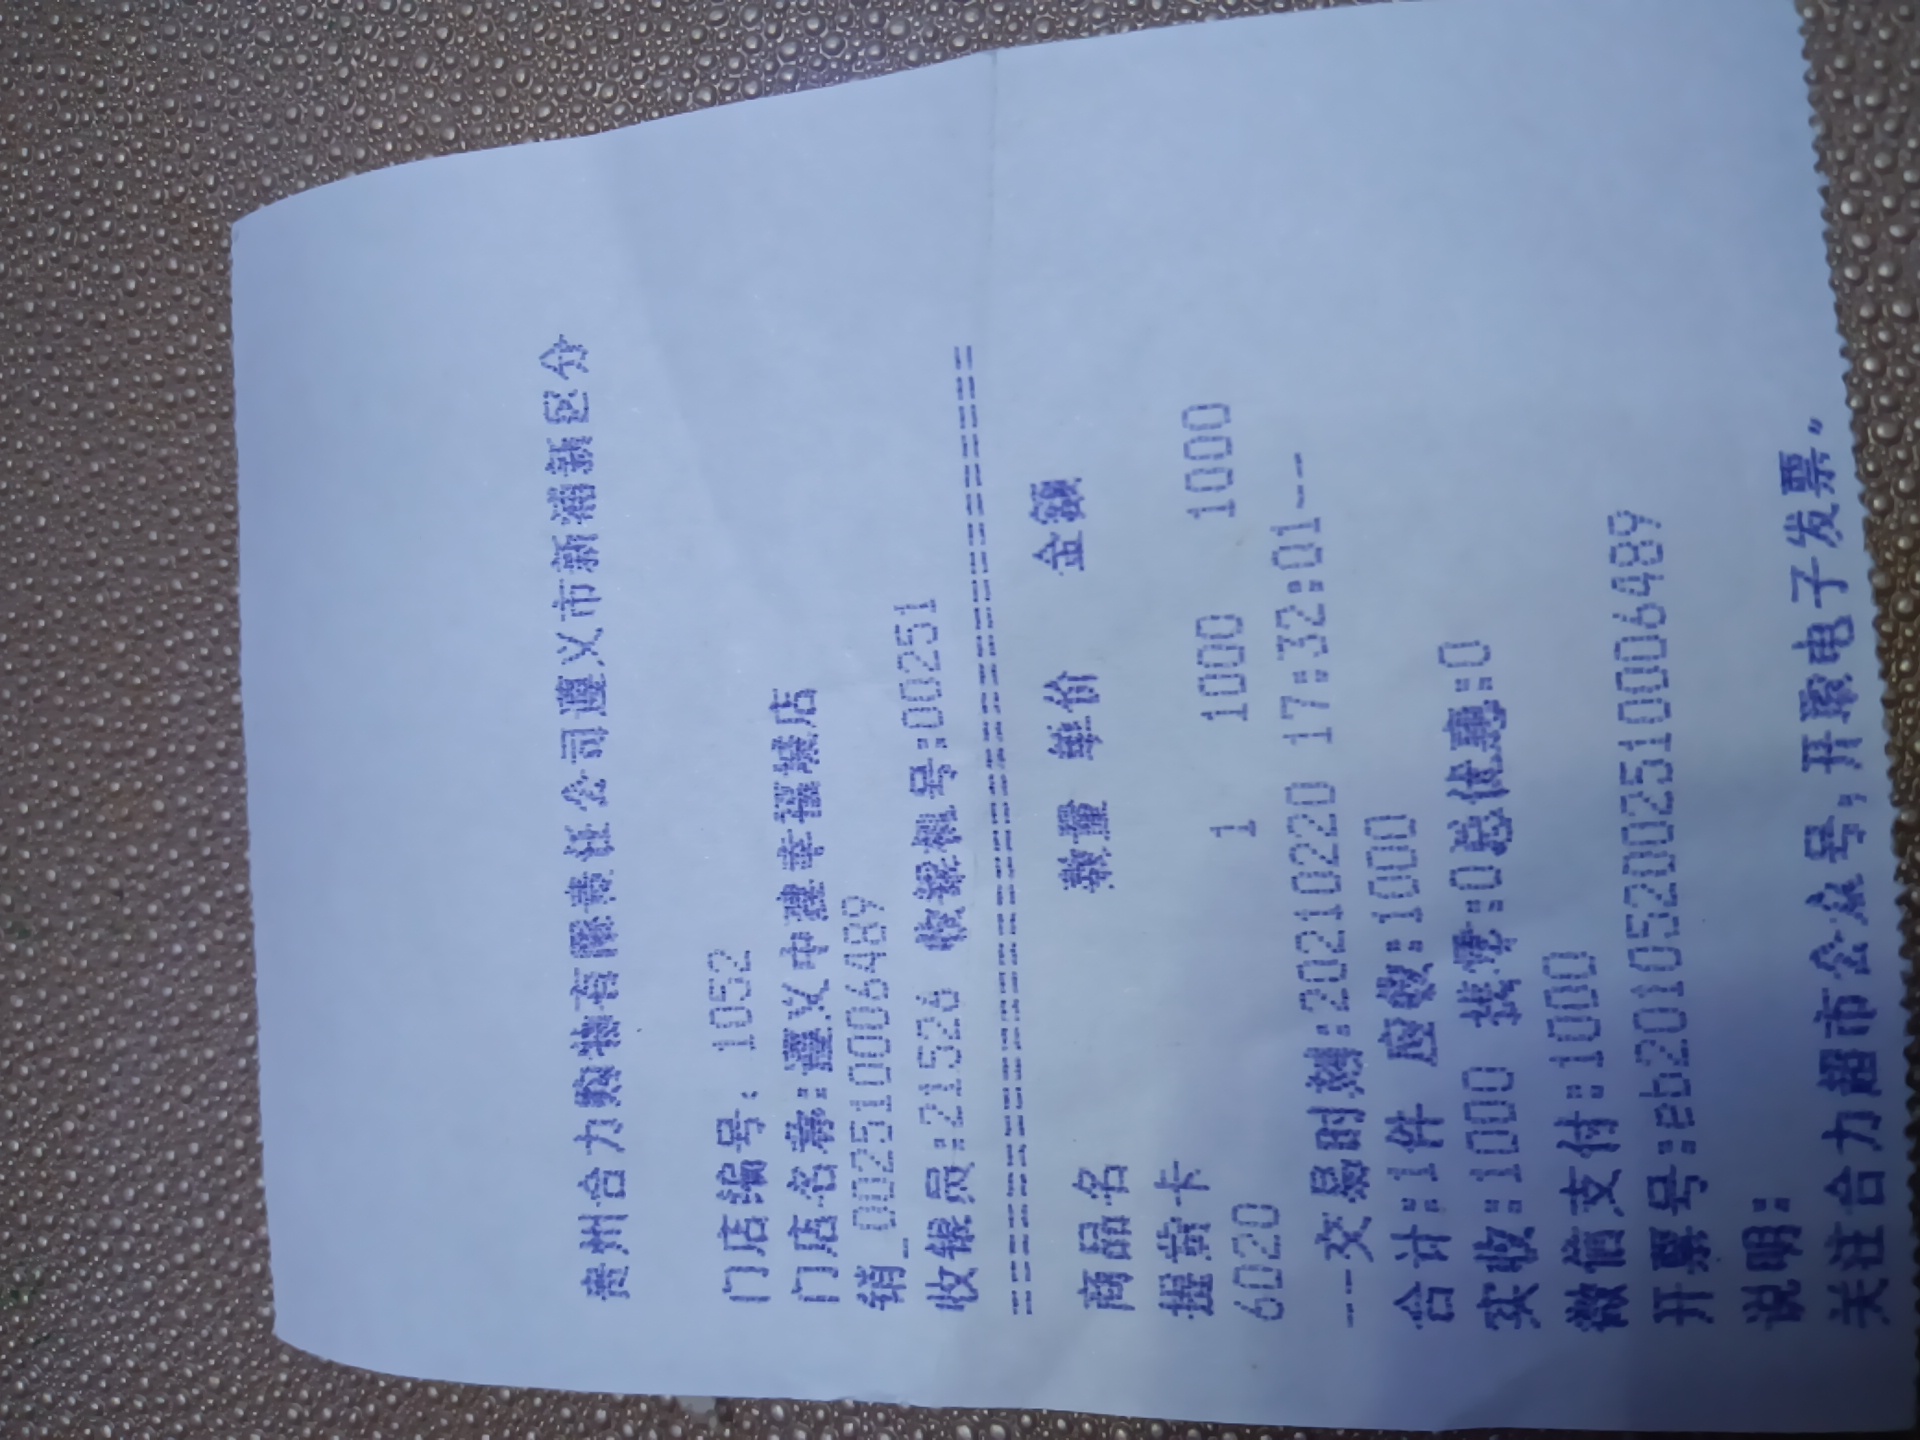 贵州合力购物有限责任公司遵义市新浦新区分
门店编号: 1052
门店名称:遵义中建幸福城店
销_00251006489
收银员:21526 收银机号:00251
==========================================
商品名 数量 单价 金额
提货卡
6020 1 1000 1000
---交易时刻:20210220 17:32:01---
合计:1件 应收:1000
实收:1000 找零:0总优惠:0
微信支付:1000
开票号:eb20105200251006489
说明:
关注合力超市公众号,开取电子发票。